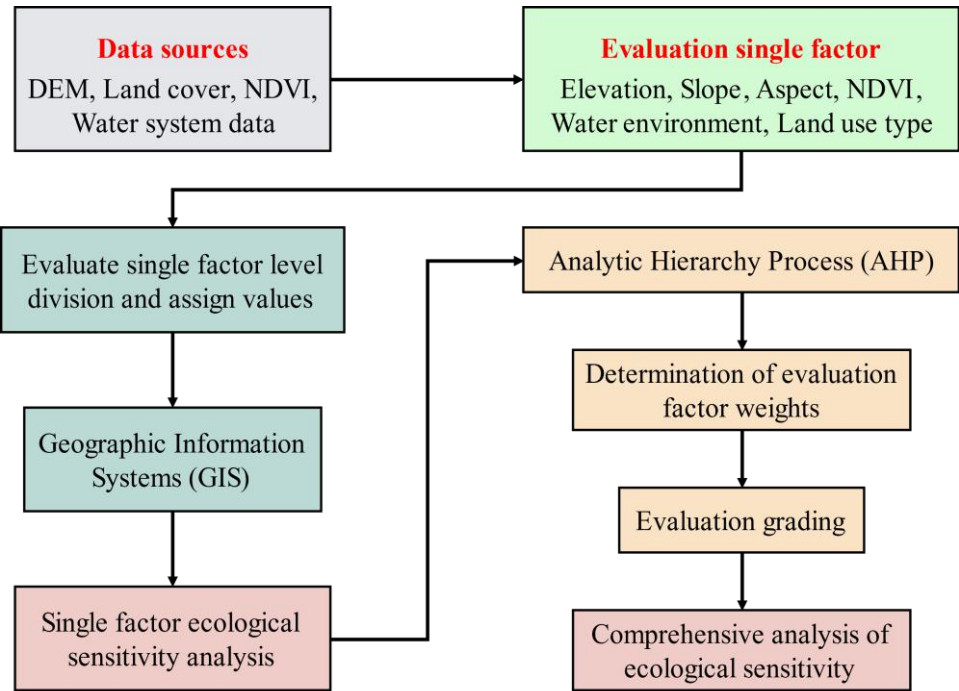 Data sources
DEM, Land cover, NDVI,
Water system data
Evaluation single factor
Elevation, Slope, Aspect, NDVI,
Water environment, Land use type
Evaluate single factor level
division and assign values
Geographic Information
Systems (GIS)
Single factor ecological
sensitivity analysis
Analytic Hierarchy Process (AHP)
Determination of evaluation
factor weights
Evaluation grading
Comprehensive analysis of
ecological sensitivity